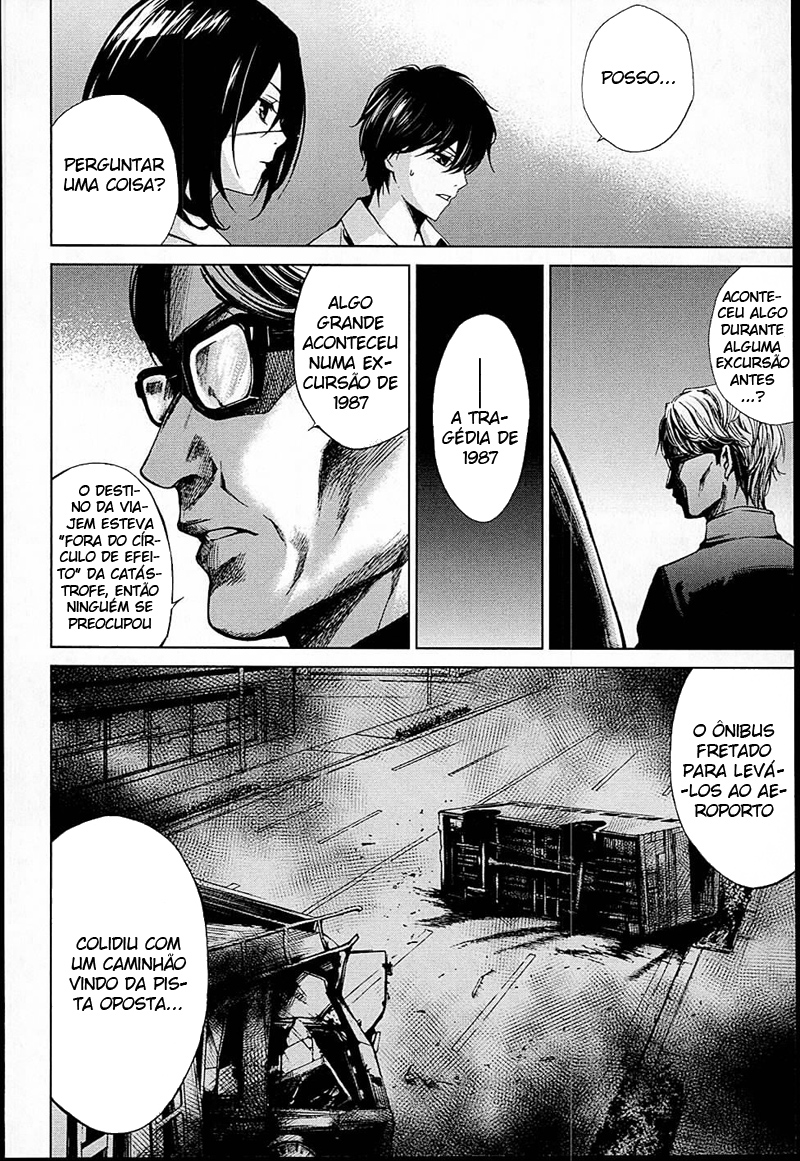 POSSO...
PERGUNTAR
UMA COISA?
ACONTE-
CEU ALGO
DURANTE
ALGUMA
EXCURSÃO
ANTES
...?
A TRA-
GÉDIA DE
1987
ALGO
GRANDE
ACONTECEU
NUMA EX-
CURSÃO DE
1987
O DESTI-
NO DA VIA-
JEM ESTEVA
"FORA DO CÍR-
CULO DE EFEI-
TO" DA CATÁS-
TROFE, ENTÃO
NINGUÉM SE
PREOCUPOU
O ÔNIBUS
FRETADO
PARA LEVÁ-
-LOS AO AE-
ROPORTO
COLIDIU COM
UM CAMINHÃO
VINDO DA PIS-
TA OPOSTA...